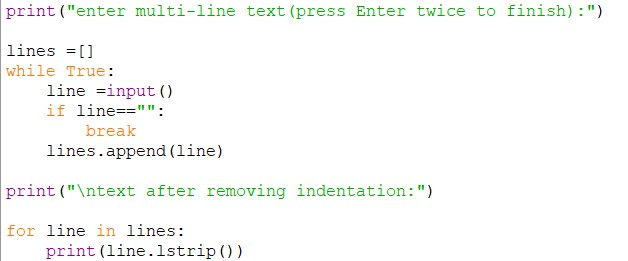 print("enter multi-line text(press Enter twice to finish):")

lines =[]
while True:
    line =input()
    if line=="":
        break
    lines.append(line)

print("\ntext after removing indentation:")

for line in lines:
    print(line.lstrip())